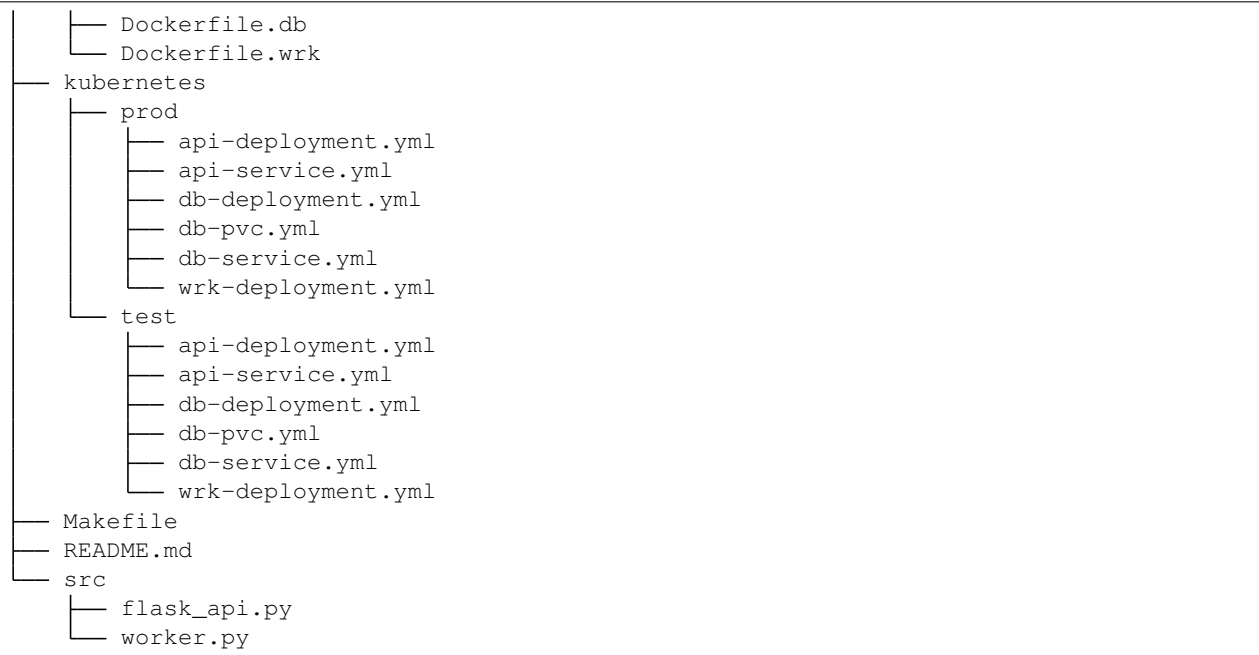 │   ├── Dockerfile.db
│   └── Dockerfile.wrk
├── kubernetes
│   ├── prod
│   │   ├── api-deployment.yml
│   │   ├── api-service.yml
│   │   ├── db-deployment.yml
│   │   ├── db-pvc.yml
│   │   ├── db-service.yml
│   │   └── wrk-deployment.yml
│   └── test
│       ├── api-deployment.yml
│       ├── api-service.yml
│       ├── db-deployment.yml
│       ├── db-pvc.yml
│       ├── db-service.yml
│       └── wrk-deployment.yml
├── Makefile
├── README.md
└── src
    ├── flask_api.py
    └── worker.py